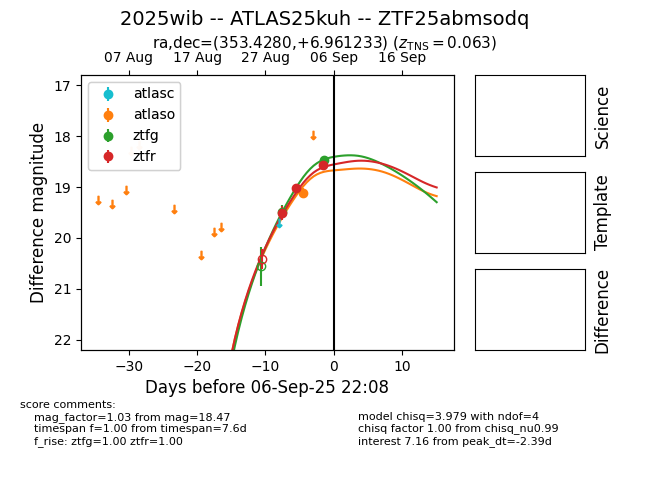 2025wib -- ATLAS25kuh -- ZTF25abmsodq
ra,dec=(353.4280,+6.961233) (z_TNS = 0.063)
07 Aug 17 Aug 27 Aug 06 Sep 16 Sep
17
18
19
20
21
22
Difference magnitude
atlasc
atlaso
ztfg
ztfr
−30 −20 −10 0 10
Days before 06-Sep-25 22:08
Science
Template
Difference
score comments:
mag_factor=1.03 from mag=18.47
timespan f=1.00 from timespan=7.6d
f_rise: ztfg=1.00 ztfr=1.00
model chisq=3.979 with ndof=4
chisq factor 1.00 from chisq_nu0.99
interest 7.16 from peak_dt=-2.39d